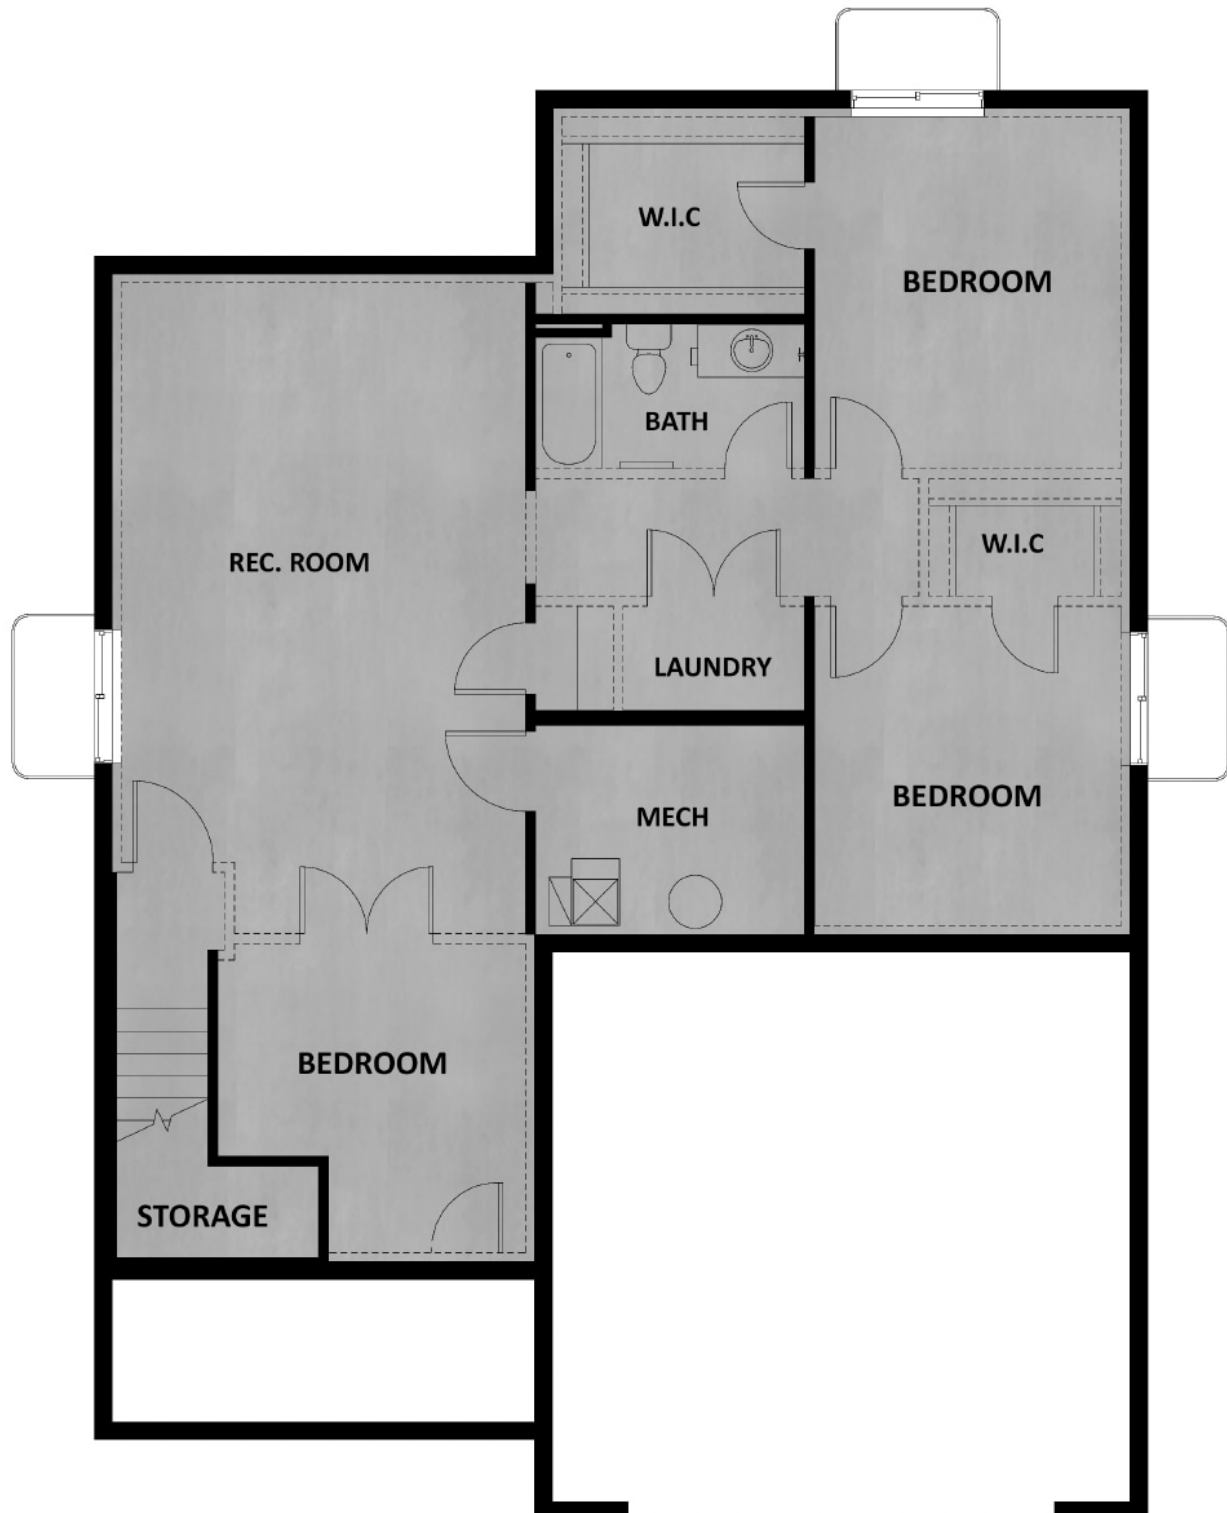 W.I.C
BEDROOM
BATH
REC. ROOM
W.I.C
LAUNDRY
BEDROOM
MECH
BEDROOM
STORAGE